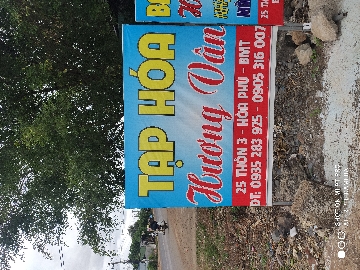 TẠP HÓA
Hương Vân
25 THÔN 3 - HÒA PHÚ - BMT
ĐT: 0935 283 925 - 0905 316 007